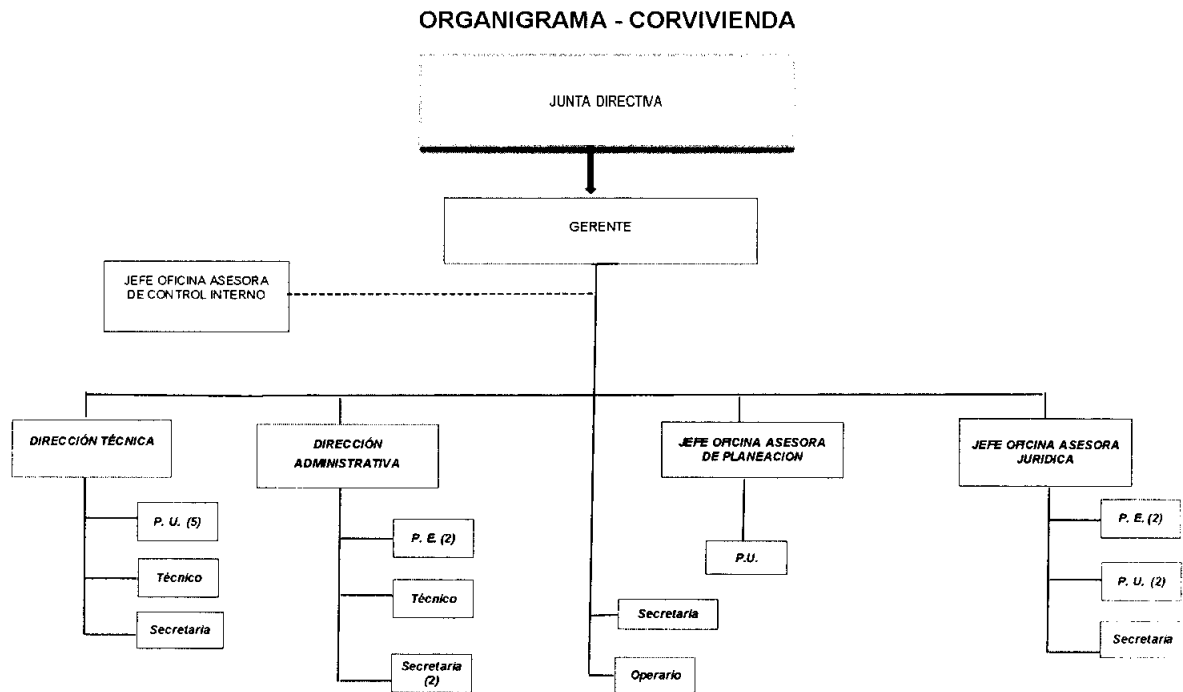 ORGANIGRAMA - CORVIVIENDA
JUNTA DIRECTIVA
GERENTE
JEFE OFICINA ASESORA
DE CONTROL INTERNO
DIRECCIÓN TÉCNICA
P. U. (5)
Técnico
Secretaria
DIRECCIÓN
ADMINISTRATIVA
P. E. (2)
Técnico
Secretaria
(2)
Secretaria
Operario
JEFE OFICINA ASESORA
DE PLANEACION
P.U.
JEFE OFICINA ASESORA
JURIDICA
P. E. (2)
P. U. (2)
Secretaria